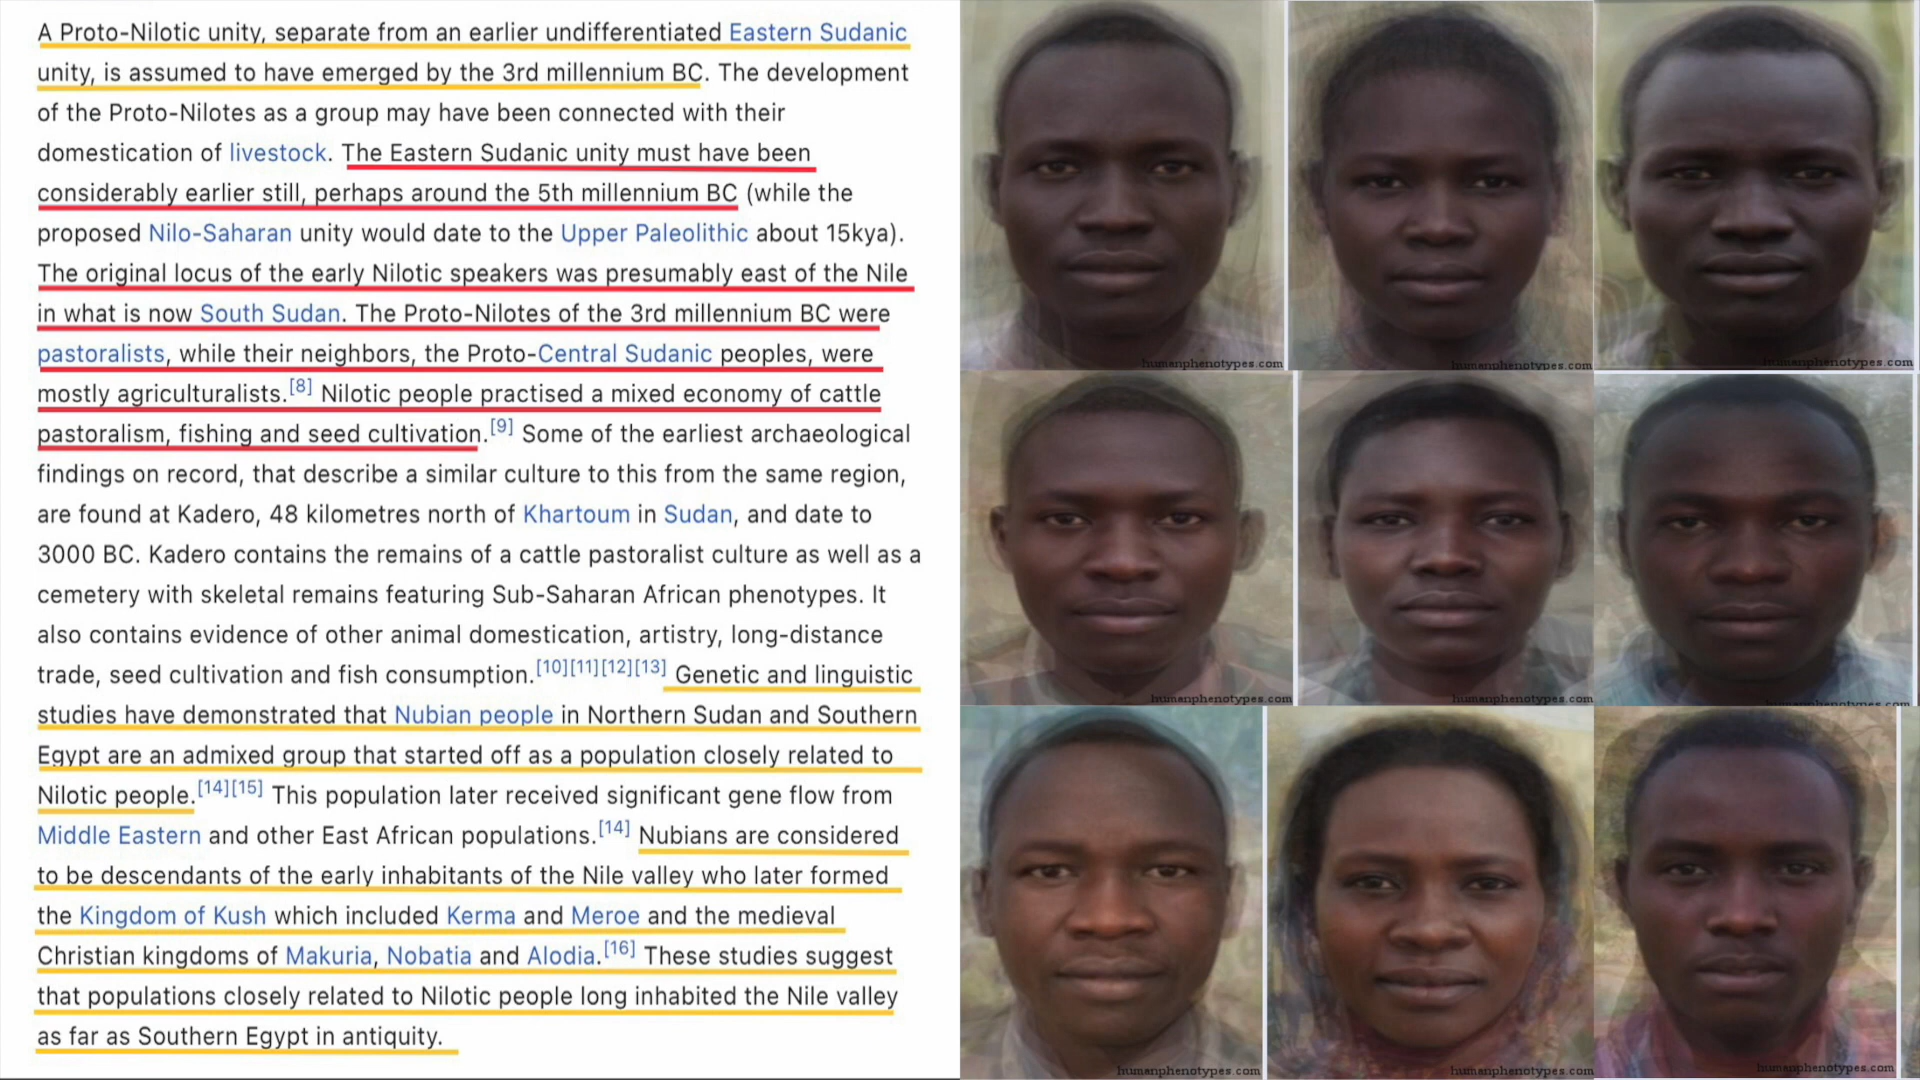 A Proto-Nilotic unity, separate from an earlier undifferentiated Eastern Sudanic
unity, is assumed to have emerged by the 3rd millennium BC. The development
of the Proto-Nilotes as a group may have been connected with their
domestication of livestock. The Eastern Sudanic unity must have been
considerably earlier still, perhaps around the 5th millennium BC (while the
proposed Nilo-Saharan unity would date to the Upper Paleolithic about 15kya).
The original locus of the early Nilotic speakers was presumably east of the Nile
in what is now South Sudan. The Proto-Nilotes of the 3rd millennium BC were
pastoralists, while their neighbors, the Proto-Central Sudanic peoples, were
mostly agriculturalists.[8] Nilotic people practised a mixed economy of cattle
pastoralism, fishing and seed cultivation.[9] Some of the earliest archaeological
findings on record, that describe a similar culture to this from the same region,
are found at Kadero, 48 kilometres north of Khartoum in Sudan, and date to
3000 BC. Kadero contains the remains of a cattle pastoralist culture as well as a
cemetery with skeletal remains featuring Sub-Saharan African phenotypes. It
also contains evidence of other animal domestication, artistry, long-distance
trade, seed cultivation and fish consumption.[10][11][12][13] Genetic and linguistic
studies have demonstrated that Nubian people in Northern Sudan and Southern
Egypt are an admixed group that started off as a population closely related to
Nilotic people.[14][15] This population later received significant gene flow from
Middle Eastern and other East African populations.[14] Nubians are considered
to be descendants of the early inhabitants of the Nile valley who later formed
the Kingdom of Kush which included Kerma and Meroe and the medieval
Christian kingdoms of Makuria, Nobatia and Alodia.[16] These studies suggest
that populations closely related to Nilotic people long inhabited the Nile valley
as far as Southern Egypt in antiquity.
humanphenotypes.com
humanphenotypes.com
humanphenotypes.com
humanphenotypes.com
humanphenotypes.com
humanphenotypes.com
humanphenotypes.com
humanphenotypes.com
humanphenotypes.com